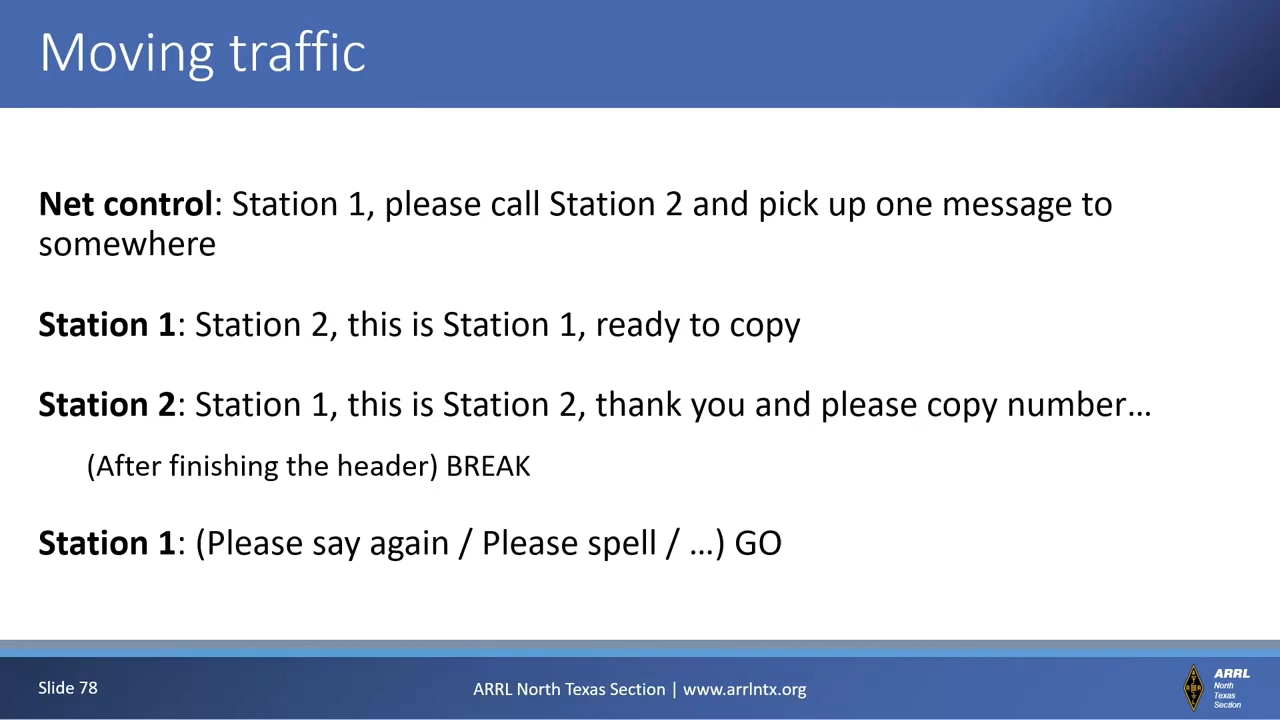 Moving traffic
Net control: Station 1, please call Station 2 and pick up one message to
somewhere
Station 1: Station 2, this is Station 1, ready to copy
Station 2: Station 1, this is Station 2, thank you and please copy number…
(After finishing the header) BREAK
Station 1: (Please say again / Please spell / …) GO
Slide 78
ARRL North Texas Section | www.arrlntx.org
ARRL
North
Texas
Section